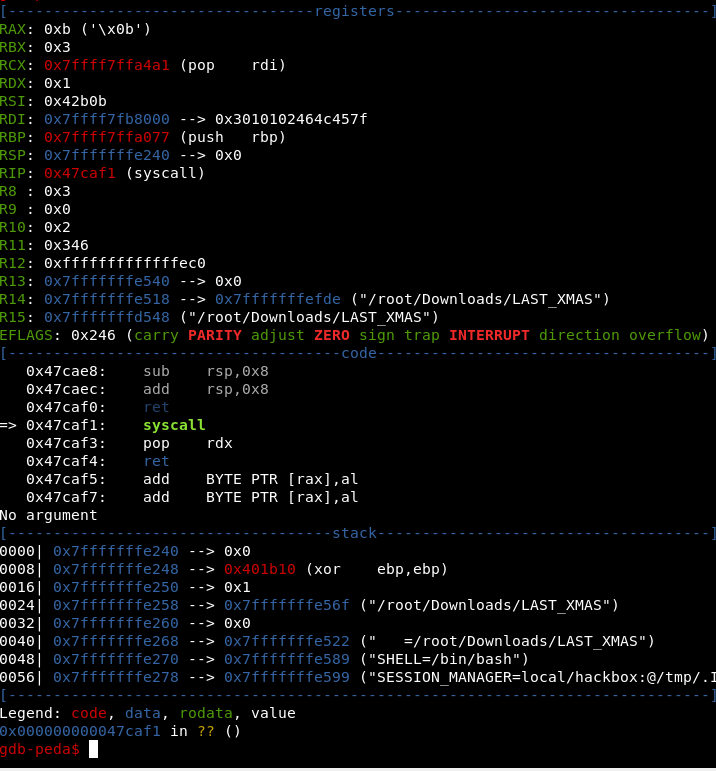 [----------------------------------registers-----------------------------------]
RAX: 0xb ('\x0b')
RBX: 0x3
RCX: 0x7ffff7ffa4a1 (pop    rdi)
RDX: 0x1
RSI: 0x42b0b
RDI: 0x7ffff7fb8000 --> 0x3010102464c457f
RBP: 0x7ffff7ffa077 (push   rbp)
RSP: 0x7fffffffe240 --> 0x0
RIP: 0x47caf1 (syscall)
R8 : 0x3
R9 : 0x0
R10: 0x2
R11: 0x346
R12: 0xffffffffffffec0
R13: 0x7fffffffe540 --> 0x0
R14: 0x7fffffffe518 --> 0x7fffffffefde ("/root/Downloads/LAST_XMAS")
R15: 0x7fffffffd548 ("/root/Downloads/LAST_XMAS")
EFLAGS: 0x246 (carry PARITY adjust ZERO sign trap INTERRUPT direction overflow)
[-------------------------------------code-------------------------------------]
   0x47cae8:    sub    rsp,0x8
   0x47caec:    add    rsp,0x8
   0x47caf0:    ret
=> 0x47caf1:    syscall
   0x47caf3:    pop    rdx
   0x47caf4:    ret
   0x47caf5:    add    BYTE PTR [rax],al
   0x47caf7:    add    BYTE PTR [rax],al
No argument
[------------------------------------stack-------------------------------------]
0000| 0x7fffffffe240 --> 0x0
0008| 0x7fffffffe248 --> 0x401b10 (xor    ebp,ebp)
0016| 0x7fffffffe250 --> 0x1
0024| 0x7fffffffe258 --> 0x7fffffffe56f ("/root/Downloads/LAST_XMAS")
0032| 0x7fffffffe260 --> 0x0
0040| 0x7fffffffe268 --> 0x7fffffffe522 ("   =/root/Downloads/LAST_XMAS")
0048| 0x7fffffffe270 --> 0x7fffffffe589 ("SHELL=/bin/bash")
0056| 0x7fffffffe278 --> 0x7fffffffe599 ("SESSION_MANAGER=local/hackbox:@/tmp/.I
[------------------------------------------------------------------------------]
Legend: code, data, rodata, value
0x000000000047caf1 in ?? ()
gdb-peda$